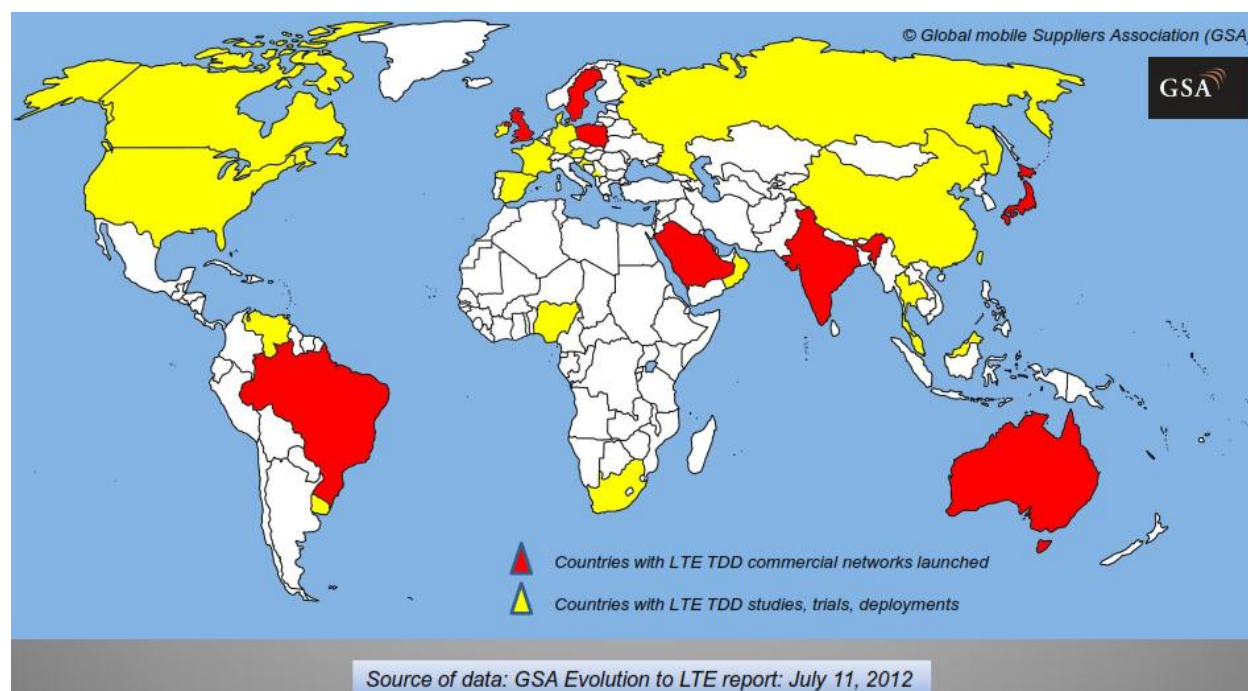 © Global mobile Suppliers Association (GSA)
GSA
Countries with LTE TDD commercial networks launched
Countries with LTE TDD studies, trials, deployments
Source of data: GSA Evolution to LTE report: July 11, 2012